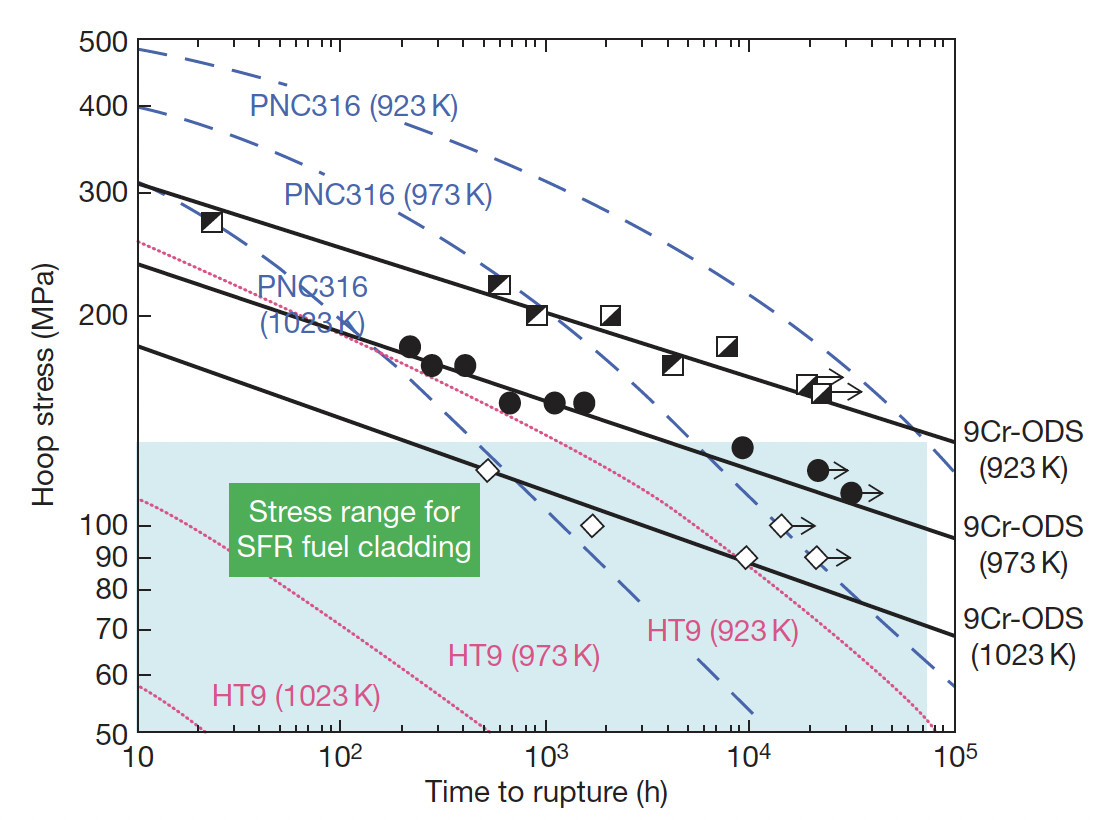 500
400
300
200
100
90
80
70
60
50
Hoop stress (MPa)
PNC316 (923 K)
PNC316 (973 K)
PNC316
(1023 K)
Stress range for
SFR fuel cladding
HT9 (923 K)
HT9 (973 K)
HT9 (1023 K)
9Cr-ODS
(923 K)
9Cr-ODS
(973 K)
9Cr-ODS
(1023 K)
10 10² 10³ 10⁴ 10⁵
Time to rupture (h)